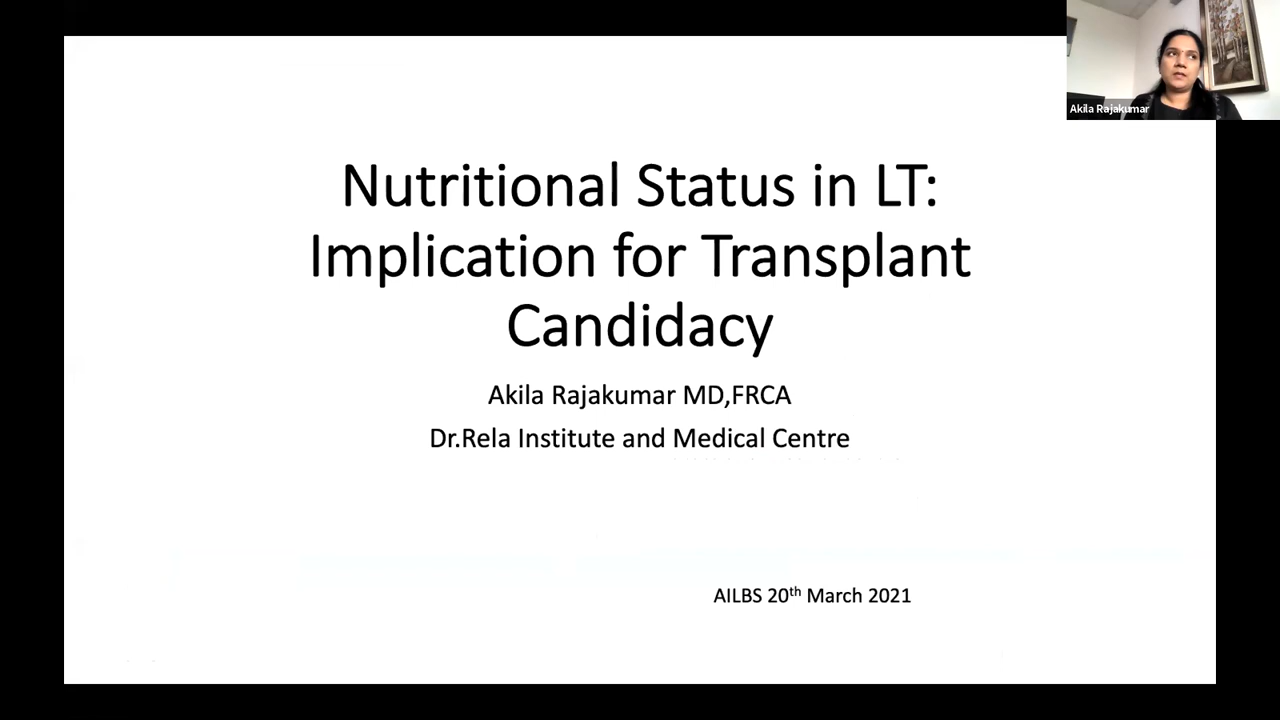 Akila Rajakumar
Nutritional Status in LT:
Implication for Transplant
Candidacy
Akila Rajakumar MD,FRCA
Dr.Rela Institute and Medical Centre
AILBS 20th March 2021